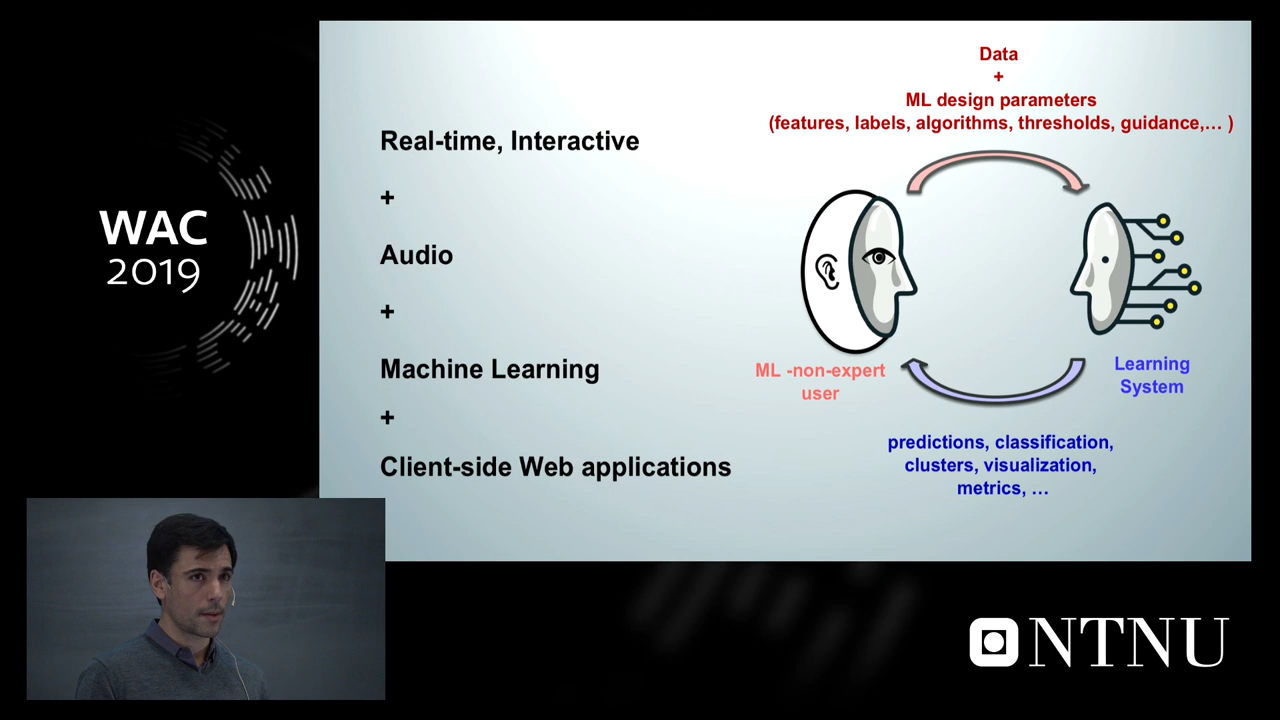 WAC
2019
Real-time, Interactive
+
Audio
+
Machine Learning
+
Client-side Web applications
Data
+
ML design parameters
(features, labels, algorithms, thresholds, guidance,... )
ML -non-expert
user
Learning
System
predictions, classification,
clusters, visualization,
metrics, ...
NTNU